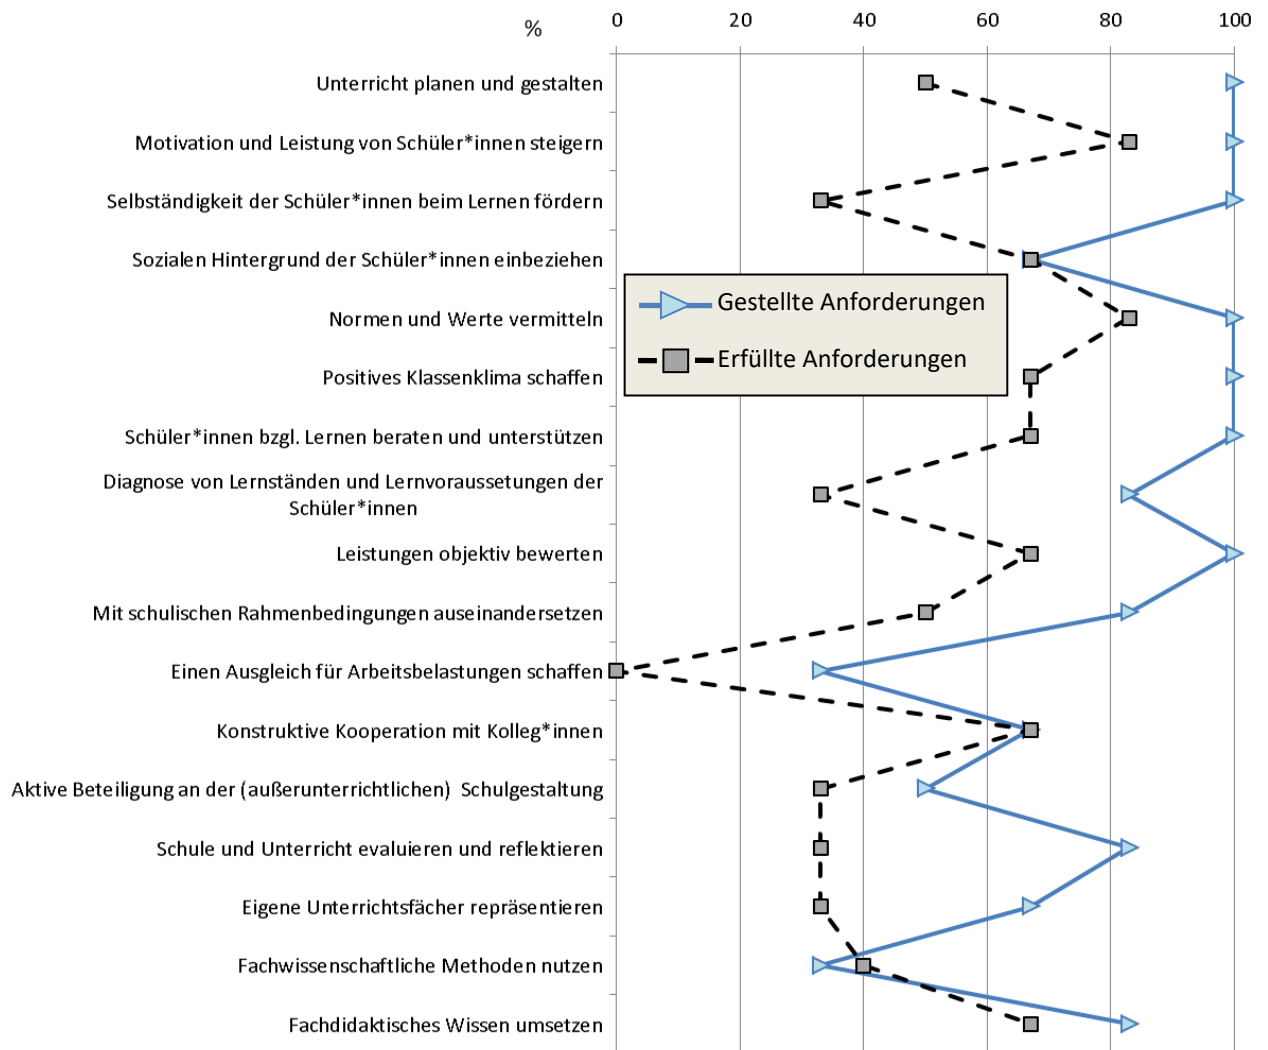 % 0 20 40 60 80 100
Unterricht planen und gestalten
Motivation und Leistung von Schüler*innen steigern
Selbständigkeit der Schüler*innen beim Lernen fördern
Sozialen Hintergrund der Schüler*innen einbeziehen
Gestellte Anforderungen
Normen und Werte vermitteln
Erfüllte Anforderungen
Positives Klassenklima schaffen
Schüler*innen bzgl. Lernen beraten und unterstützen
Diagnose von Lernständen und Lernvoraussetungen der
Schüler*innen
Leistungen objektiv bewerten
Mit schulischen Rahmenbedingungen auseinandersetzen
Einen Ausgleich für Arbeitsbelastungen schaffen
Konstruktive Kooperation mit Kolleg*innen
Aktive Beteiligung an der (außerunterrichtlichen)  Schulgestaltung
Schule und Unterricht evaluieren und reflektieren
Eigene Unterrichtsfächer repräsentieren
Fachwissenschaftliche Methoden nutzen
Fachdidaktisches Wissen umsetzen